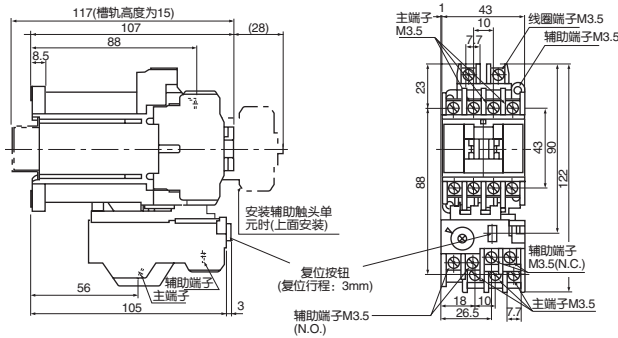 117(槽轨高度为15)
107
(28)
88
8.5
安装辅助触头单
元时(上面安装)
复位按钮
(复位行程：3mm)
辅助端子
主端子
56
105
3
主端子
M3.5
1
43
10
7.7
线圈端子M3.5
辅助端子M3.5
23
88
43
90
122
辅助端子
M3.5(N.C.)
主端子M3.5
18
10
26.5
7.7
辅助端子M3.5
(N.O.)